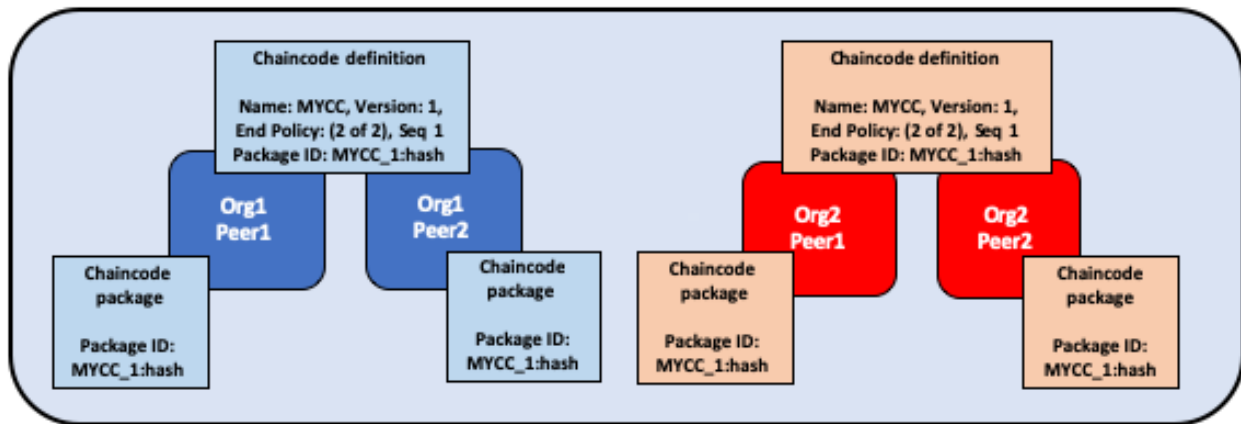 Chaincode definition
Name: MYCC, Version: 1,
End Policy: (2 of 2), Seq 1
Package ID: MYCC_1:hash
Org1
Peer1
Org1
Peer2
Chaincode
package
Package ID:
MYCC_1:hash
Chaincode
package
Package ID:
MYCC_1:hash
Chaincode definition
Name: MYCC, Version: 1,
End Policy: (2 of 2), Seq 1
Package ID: MYCC_1:hash
Org2
Peer1
Org2
Peer2
Chaincode
package
Package ID:
MYCC_1:hash
Chaincode
package
Package ID:
MYCC_1:hash